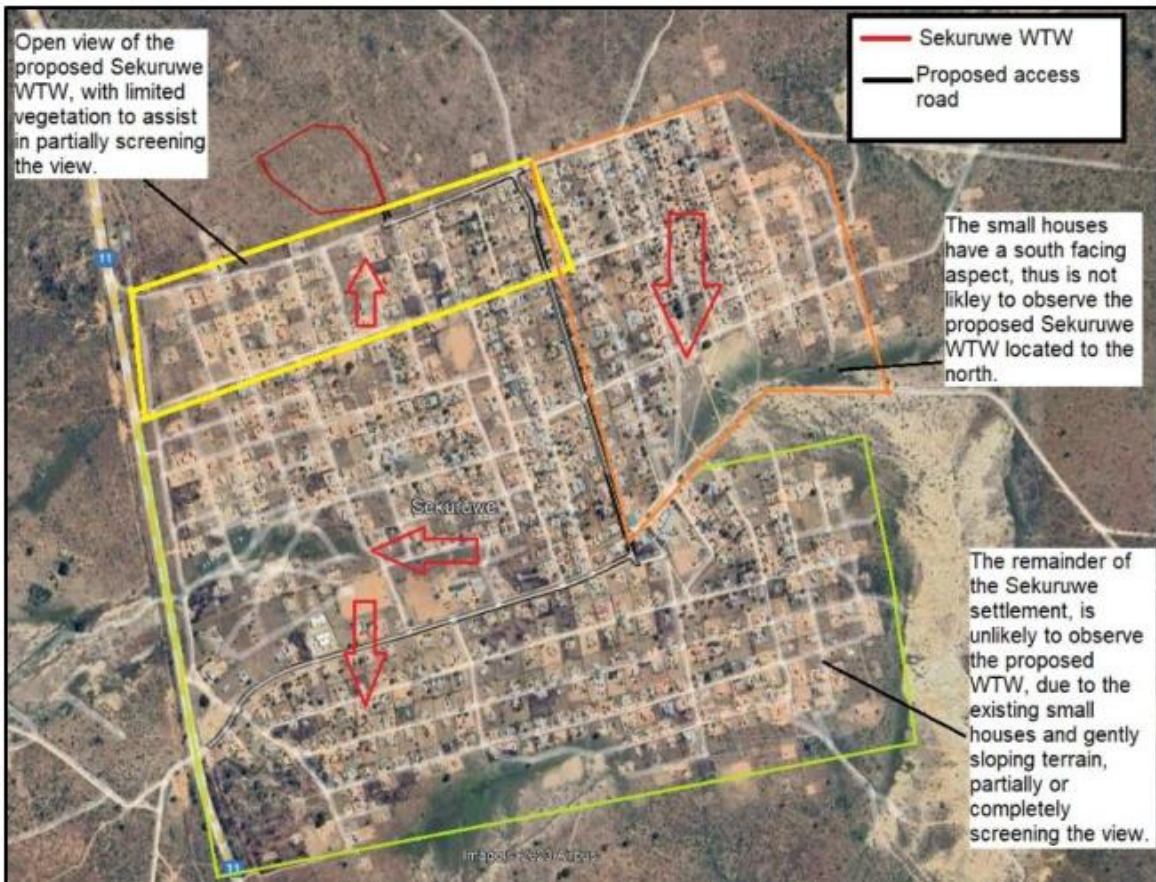 Open view of the
proposed Sekuruwe
WTW, with limited
vegetation to assist
in partially screening
the view.
Sekuruwe WTW
Proposed access
road
11
The small houses
have a south facing
aspect, thus is not
likley to observe the
proposed Sekuruwe
WTW located to the
north.
Sekuruwe
The remainder
of the Sekuruwe
settlement, is
unlikely to observe
the proposed
WTW, due to the
existing small
houses and gently
sloping terrain,
partially or
completely
screening the view.
11